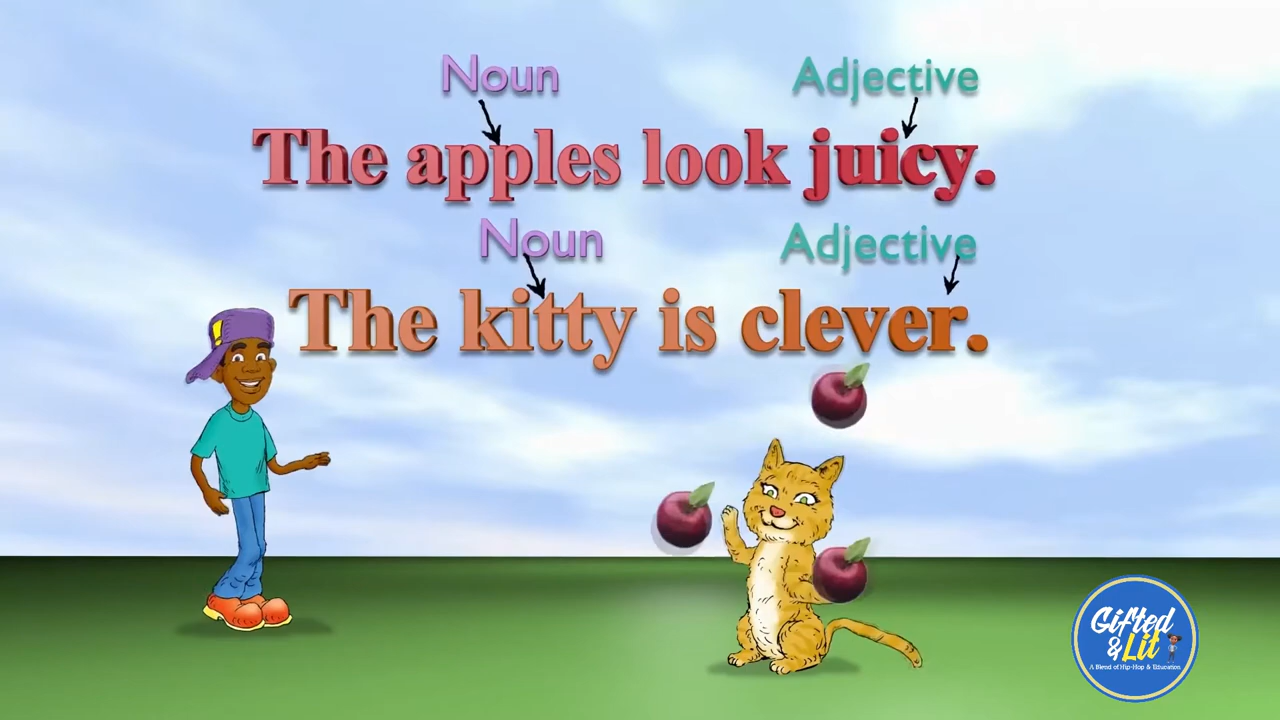 Noun Adjective
The apples look juicy.
Noun Adjective
The kitty is clever.
Gifted
& Lit
A Blend of Hip-Hop & Education